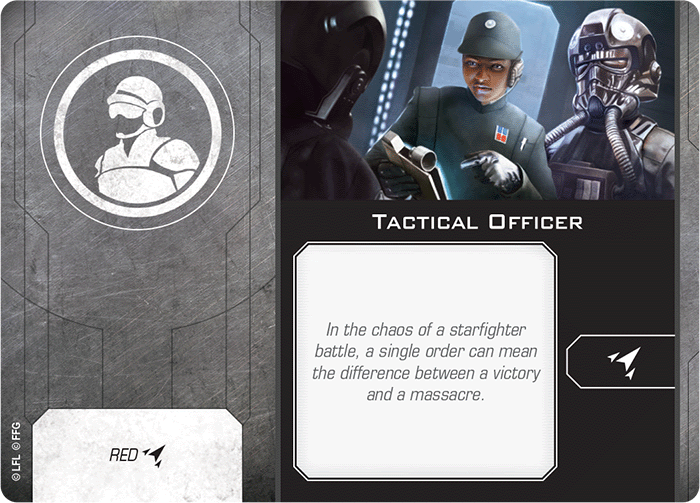 TACTICAL OFFICER
In the chaos of a starfighter
battle, a single order can mean
the difference between a victory
and a massacre.
RED
© LFL © FFG